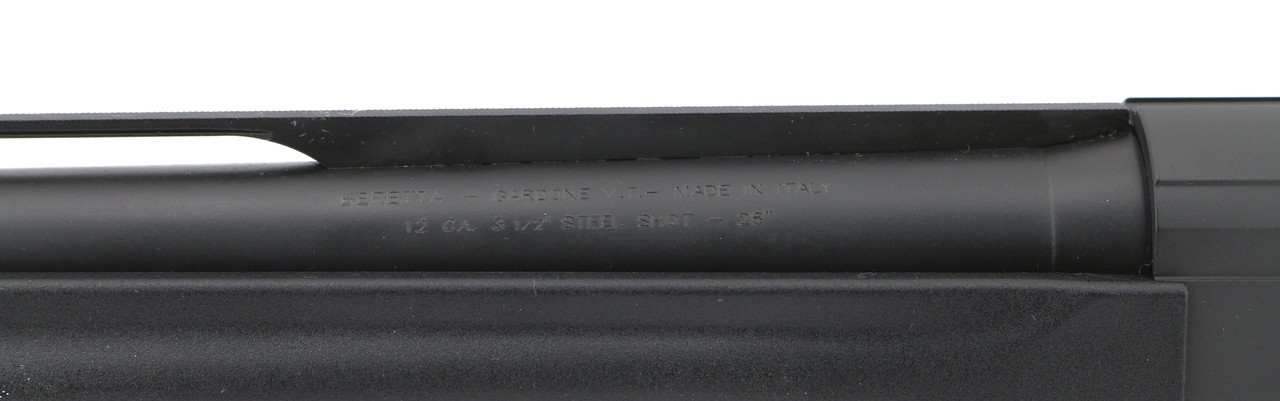 BERETTA - GARDONE V.T.- MADE IN ITALY
12 GA. 3 1/2" STEEL SHOT - 28"